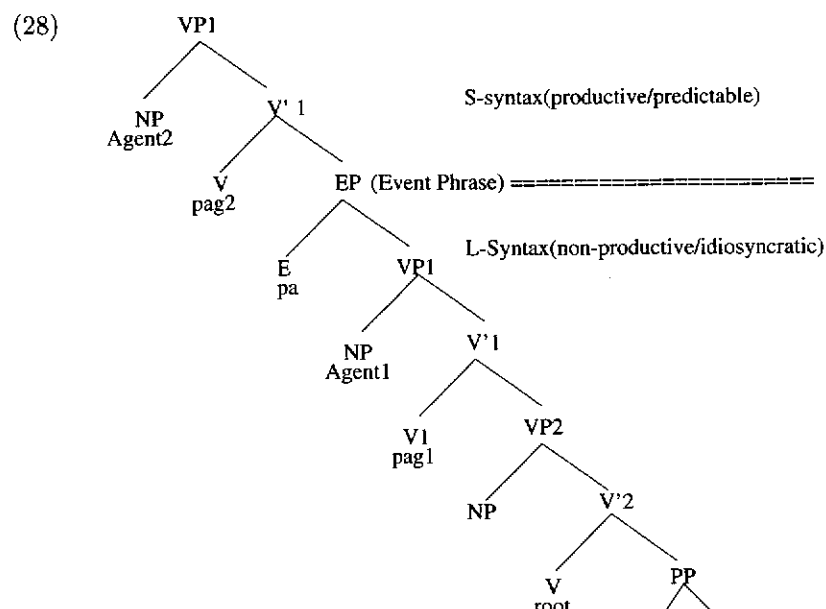 (28)
VP1
S-syntax(productive/predictable)
NP
Agent2
V' 1
V
pag2
EP (Event Phrase) ====================
L-Syntax(non-productive/idiosyncratic)
E
pa
VP1
NP
Agent1
V'1
V1
pag1
VP2
NP
V'2
V
root
PP